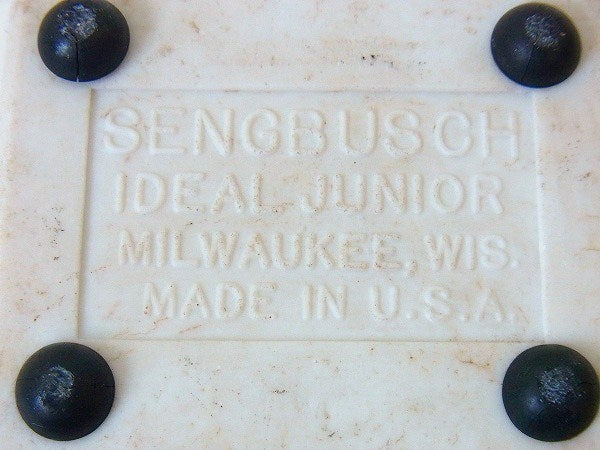 SENGBUSCH
IDEAL JUNIOR
MILWAUKEE, WIS.
MADE IN U.S.A.